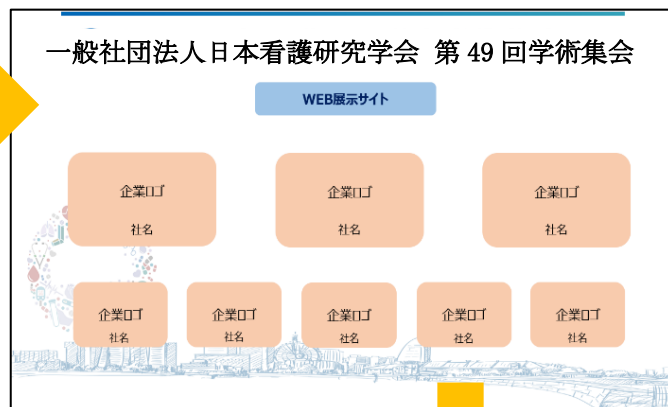 一般社団法人日本看護研究学会 第 49 回学術集会
WEB展示サイト
企業ロゴ 企業ロゴ 企業ロゴ
社名 社名 社名
企業ロゴ 企業ロゴ 企業ロゴ 企業ロゴ 企業ロゴ
社名 社名 社名 社名 社名